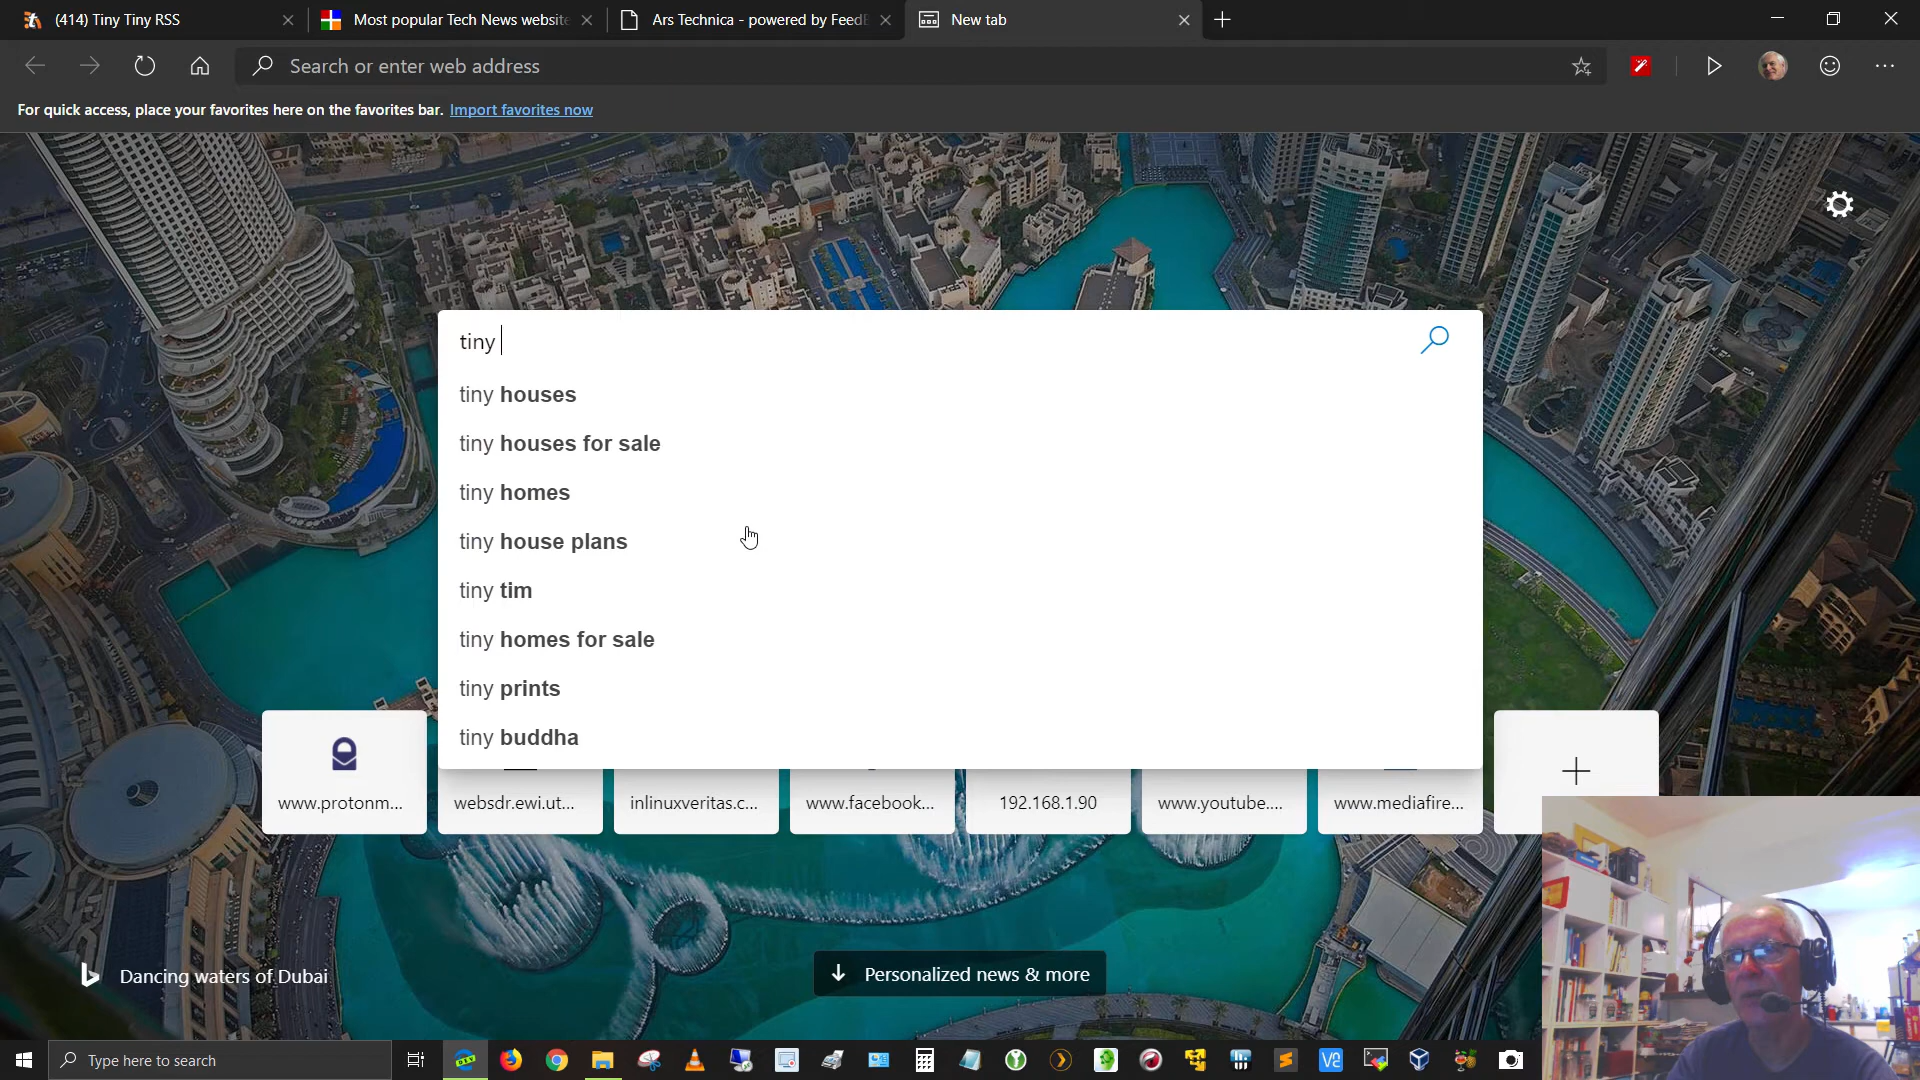 (414) Tiny Tiny RSS
Most popular Tech News website
Ars Technica - powered by FeedB
New tab
Search or enter web address
For quick access, place your favorites here on the favorites bar. Import favorites now
tiny
tiny houses
tiny houses for sale
tiny homes
tiny house plans
tiny tim
tiny homes for sale
tiny prints
tiny buddha
www.protonm...
websdr.ewi.ut...
inlinuxveritas.c...
www.facebook...
192.168.1.90
www.youtube....
www.mediafire...
Dancing waters of Dubai
Personalized news & more
Type here to search